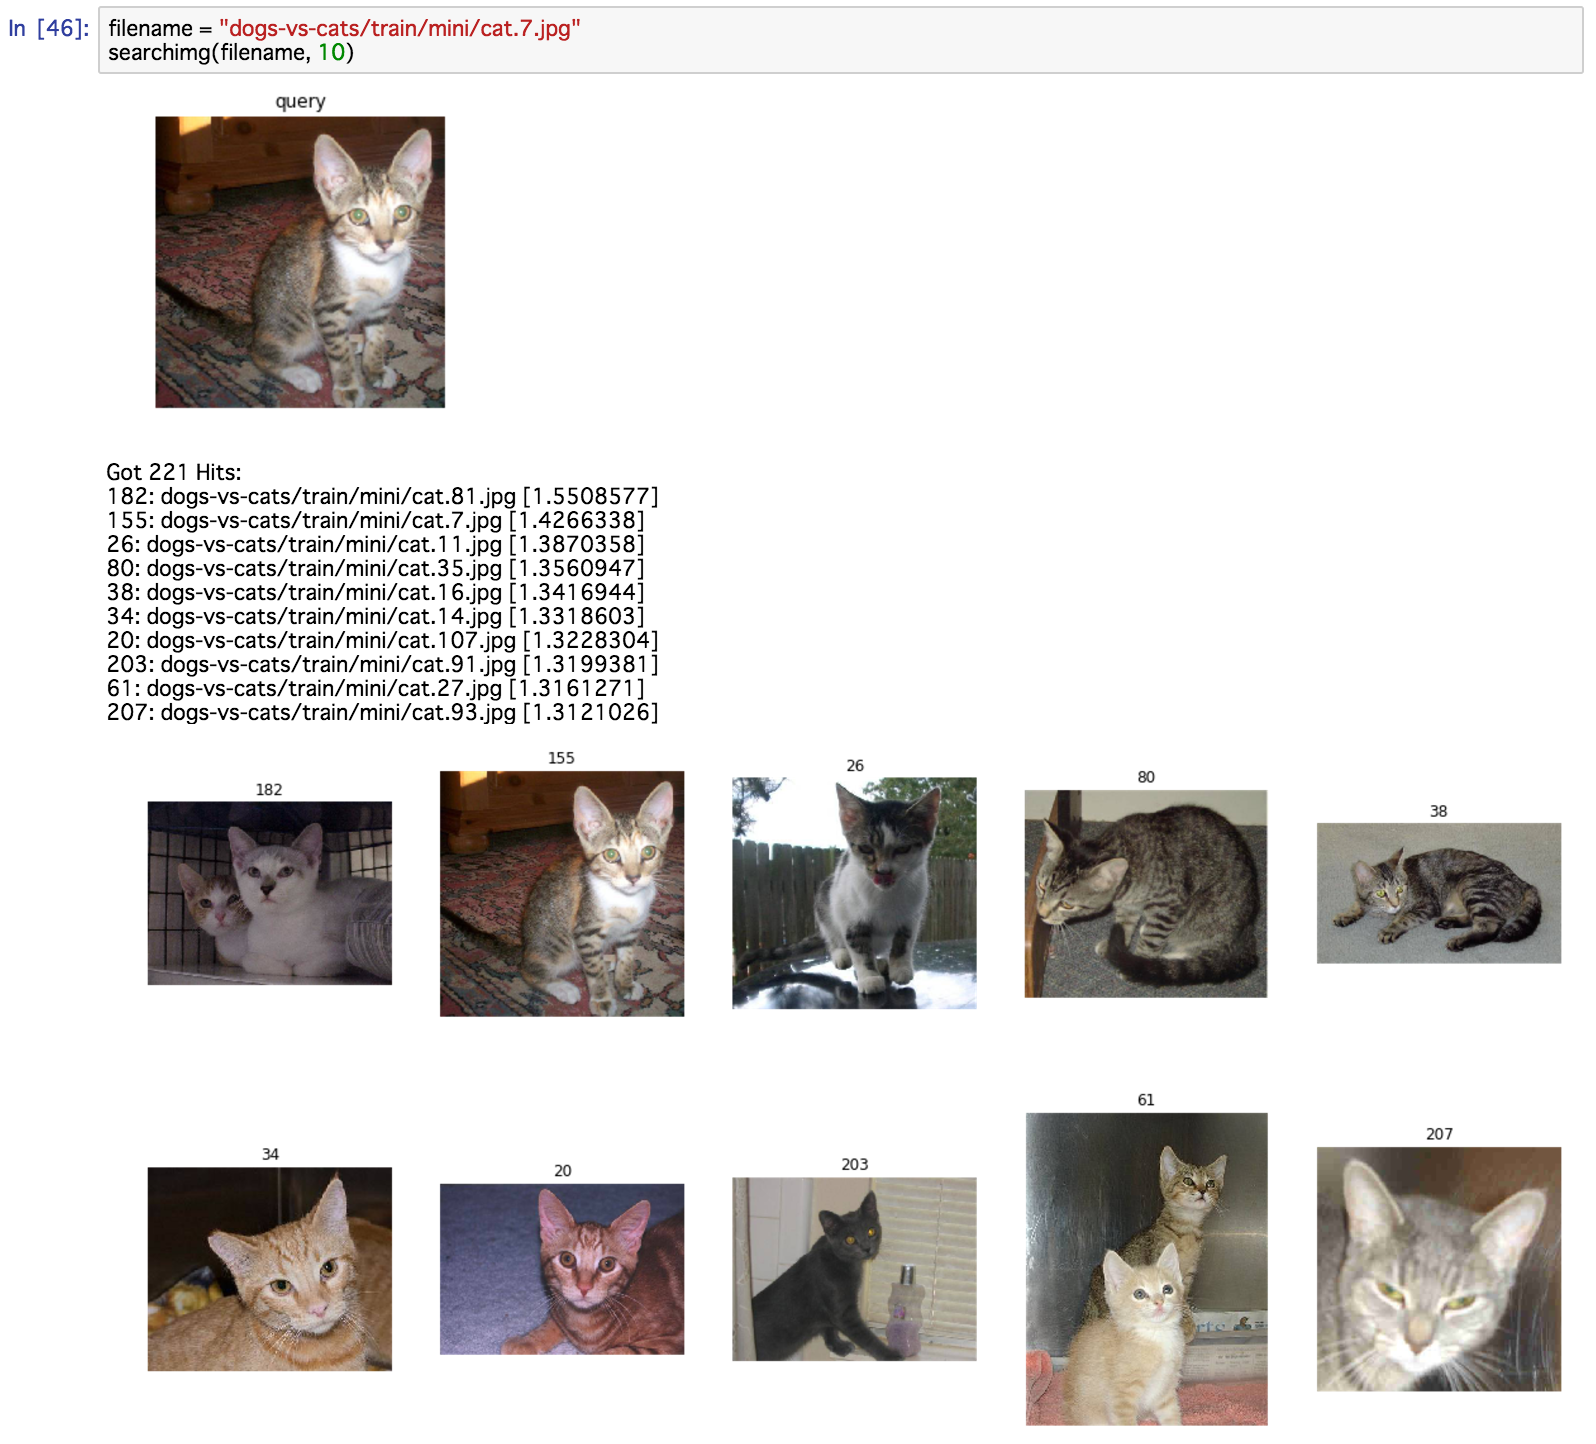 In [46]:
filename = "dogs-vs-cats/train/mini/cat.7.jpg"
searchimg(filename, 10)
query
Got 221 Hits:
182: dogs-vs-cats/train/mini/cat.81.jpg [1.5508577]
155: dogs-vs-cats/train/mini/cat.7.jpg [1.4266338]
26: dogs-vs-cats/train/mini/cat.11.jpg [1.3870358]
80: dogs-vs-cats/train/mini/cat.35.jpg [1.3560947]
38: dogs-vs-cats/train/mini/cat.16.jpg [1.3416944]
34: dogs-vs-cats/train/mini/cat.14.jpg [1.3318603]
20: dogs-vs-cats/train/mini/cat.107.jpg [1.3228304]
203: dogs-vs-cats/train/mini/cat.91.jpg [1.3199381]
61: dogs-vs-cats/train/mini/cat.27.jpg [1.3161271]
207: dogs-vs-cats/train/mini/cat.93.jpg [1.3121026]
182
155
26
80
38
34
20
203
61
207